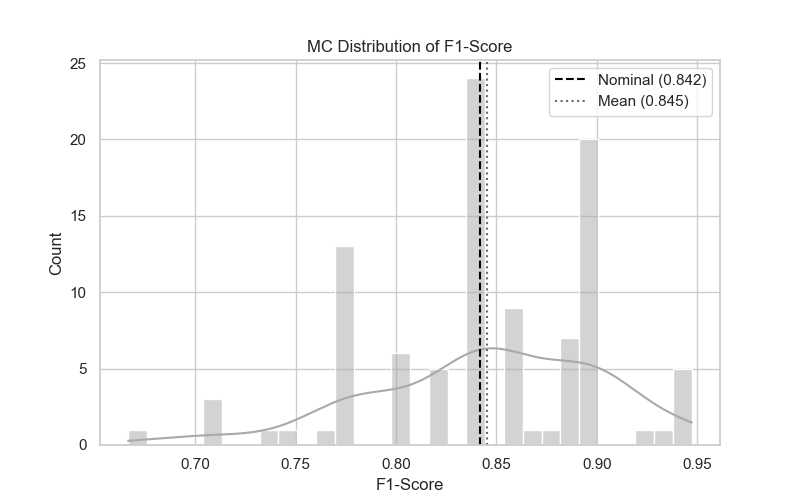 MC Distribution of F1-Score
25
20
15
10
5
0
Count
Nominal (0.842)
Mean (0.845)
0.70 0.75 0.80 0.85 0.90 0.95
F1-Score